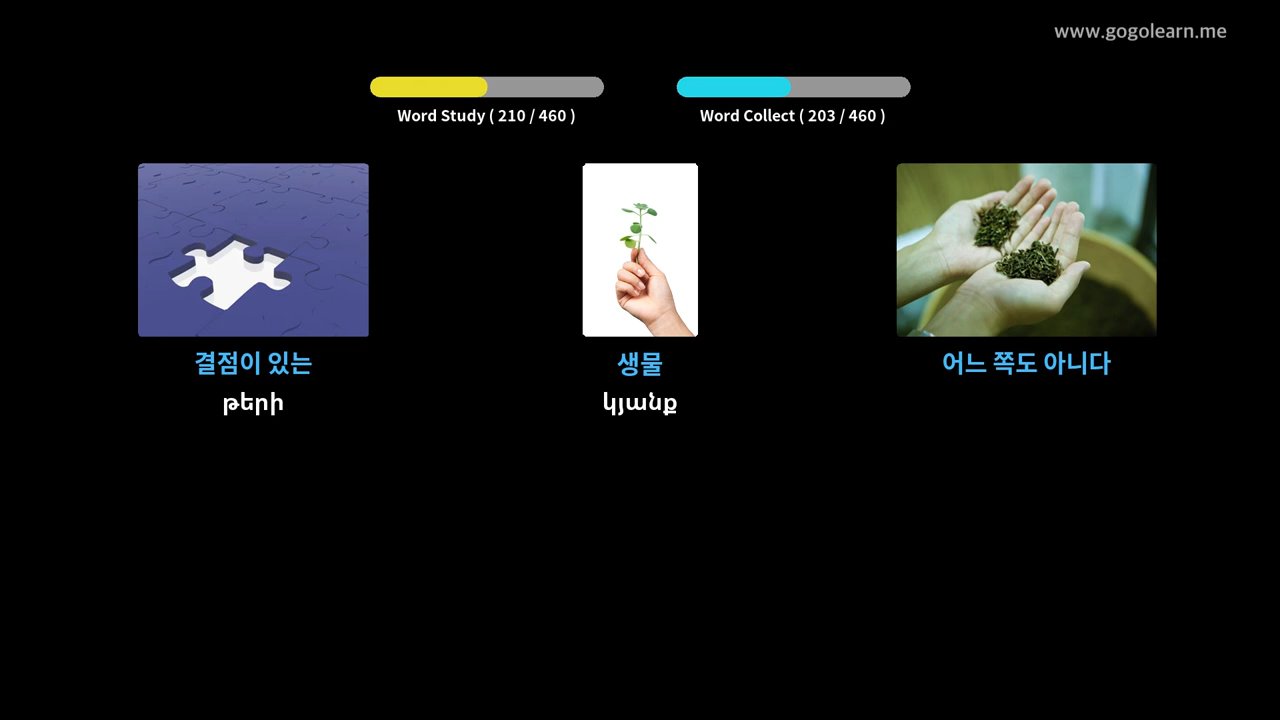 www.gogolearn.me
Word Study ( 210 / 460 )
Word Collect ( 203 / 460 )
결점이 있는
թերի
생물
կյանք
어느 쪽도 아니다